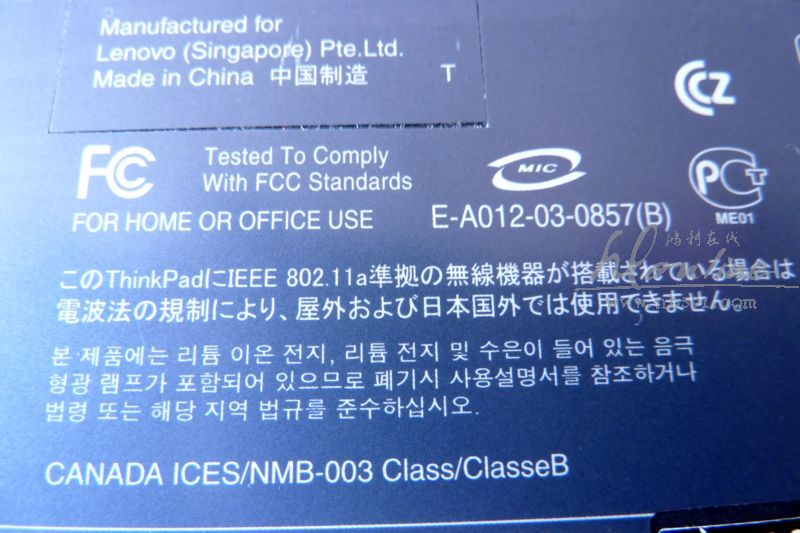 Manufactured for
Lenovo (Singapore) Pte.Ltd.
Made in China 中国制造 T
CCZ
FC Tested To Comply
With FCC Standards
MIC
PCT
ME01
FOR HOME OR OFFICE USE E-A012-03-0857(B)
鸿利在线
このThinkPadにIEEE 802.11a準拠の無線機器が搭載されている場合は
電波法の規制により、屋外および日本国外では使用できません。
본 제품에는 리튬 이온 전지, 리튬 전지 및 수은이 들어 있는 음극
형광 램프가 포함되어 있으므로 폐기시 사용설명서를 참조하거나
법령 또는 해당 지역 법규를 준수하십시오.
CANADA ICES/NMB-003 Class/ClasseB